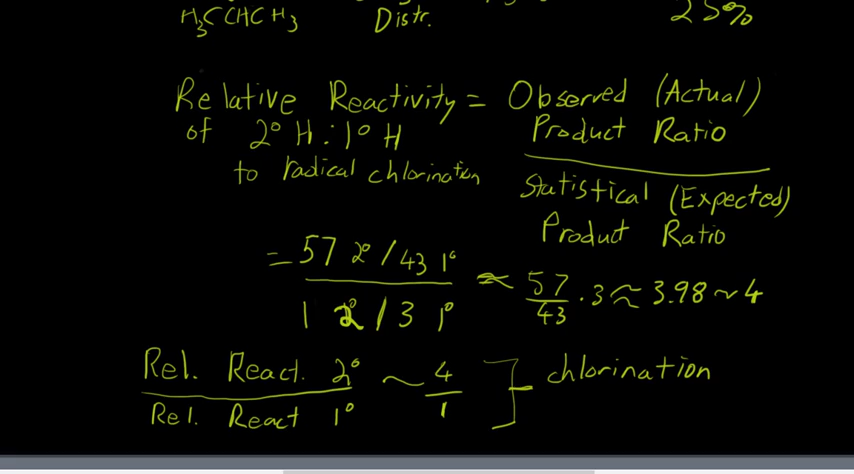 H₃CCHCH₃ Distr. 25%
Relative Reactivity = Observed (Actual)
of 2° H : 1° H Product Ratio
to radical chlorination Statistical (Expected)
Product Ratio
= 57 2° / 43 1°
1 2° / 3 1°
≈ 57/43 · 3 ≈ 3.98 ~ 4
Rel. React. 2° ~ 4 } chlorination
Rel. React 1° 1